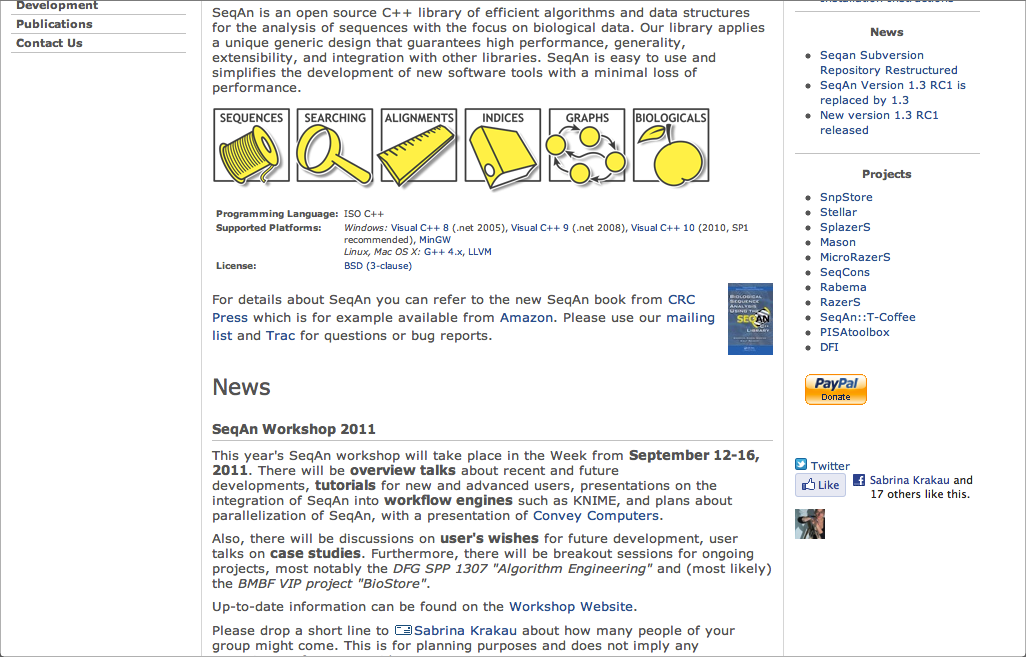 Development
Publications
Contact Us
SeqAn is an open source C++ library of efficient algorithms and data structures
for the analysis of sequences with the focus on biological data. Our library applies
a unique generic design that guarantees high performance, generality,
extensibility, and integration with other libraries. SeqAn is easy to use and
simplifies the development of new software tools with a minimal loss of
performance.
SEQUENCES SEARCHING ALIGNMENTS INDICES GRAPHS BIOLOGICALS
Programming Language: ISO C++
Supported Platforms: Windows: Visual C++ 8 (.net 2005), Visual C++ 9 (.net 2008), Visual C++ 10 (2010, SP1
recommended), MinGW
Linux, Mac OS X: G++ 4.x, LLVM
License: BSD (3-clause)
For details about SeqAn you can refer to the new SeqAn book from CRC
Press which is for example available from Amazon. Please use our mailing
list and Trac for questions or bug reports.
BIOLOGICAL
SEQUENCE
ANALYSIS
USING THE
SEQAN
C++
LIBRARY
News
SeqAn Workshop 2011
This year's SeqAn workshop will take place in the Week from September 12-16,
2011. There will be overview talks about recent and future
developments, tutorials for new and advanced users, presentations on the
integration of SeqAn into workflow engines such as KNIME, and plans about
parallelization of SeqAn, with a presentation of Convey Computers.
Also, there will be discussions on user's wishes for future development, user
talks on case studies. Furthermore, there will be breakout sessions for ongoing
projects, most notably the DFG SPP 1307 "Algorithm Engineering" and (most likely)
the BMBF VIP project "BioStore".
Up-to-date information can be found on the Workshop Website.
Please drop a short line to Sabrina Krakau about how many people of your
group might come. This is for planning purposes and does not imply any
News
Seqan Subversion
Repository Restructured
SeqAn Version 1.3 RC1 is
replaced by 1.3
New version 1.3 RC1
released
Projects
SnpStore
Stellar
SplazerS
Mason
MicroRazerS
SeqCons
Rabema
RazerS
SeqAn::T-Coffee
PISAtoolbox
DFI
PayPal
Donate
Twitter
Like
Sabrina Krakau and
17 others like this.